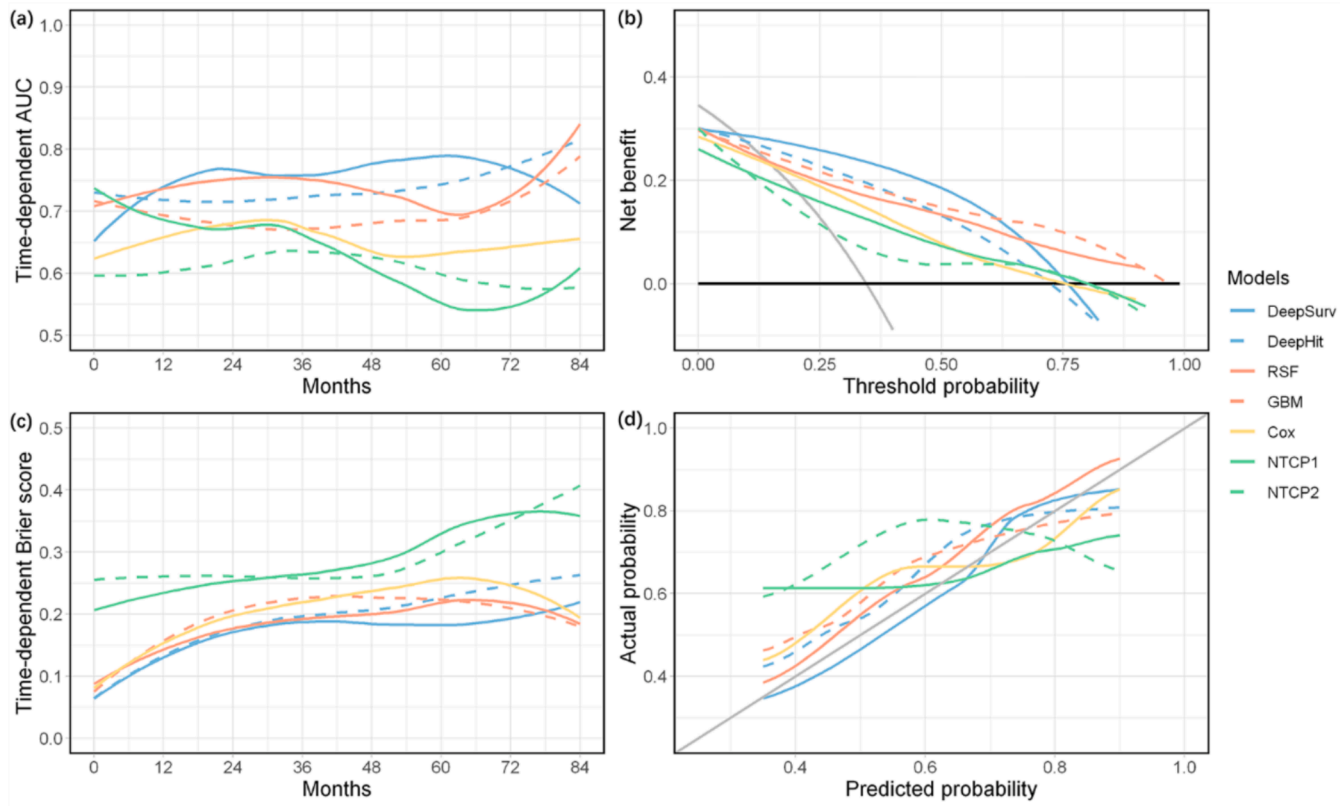 (a)
Time-dependent AUC
1.0
0.9
0.8
0.7
0.6
0.5
0 12 24 36 48 60 72 84
Months
(b)
Net benefit
0.4
0.2
0.0
0.00 0.25 0.50 0.75 1.00
Threshold probability
(c)
Time-dependent Brier score
0.5
0.4
0.3
0.2
0.1
0.0
0 12 24 36 48 60 72 84
Months
(d)
Actual probability
1.0
0.8
0.6
0.4
0.4 0.6 0.8 1.0
Predicted probability
Models
DeepSurv
DeepHit
RSF
GBM
Cox
NTCP1
NTCP2